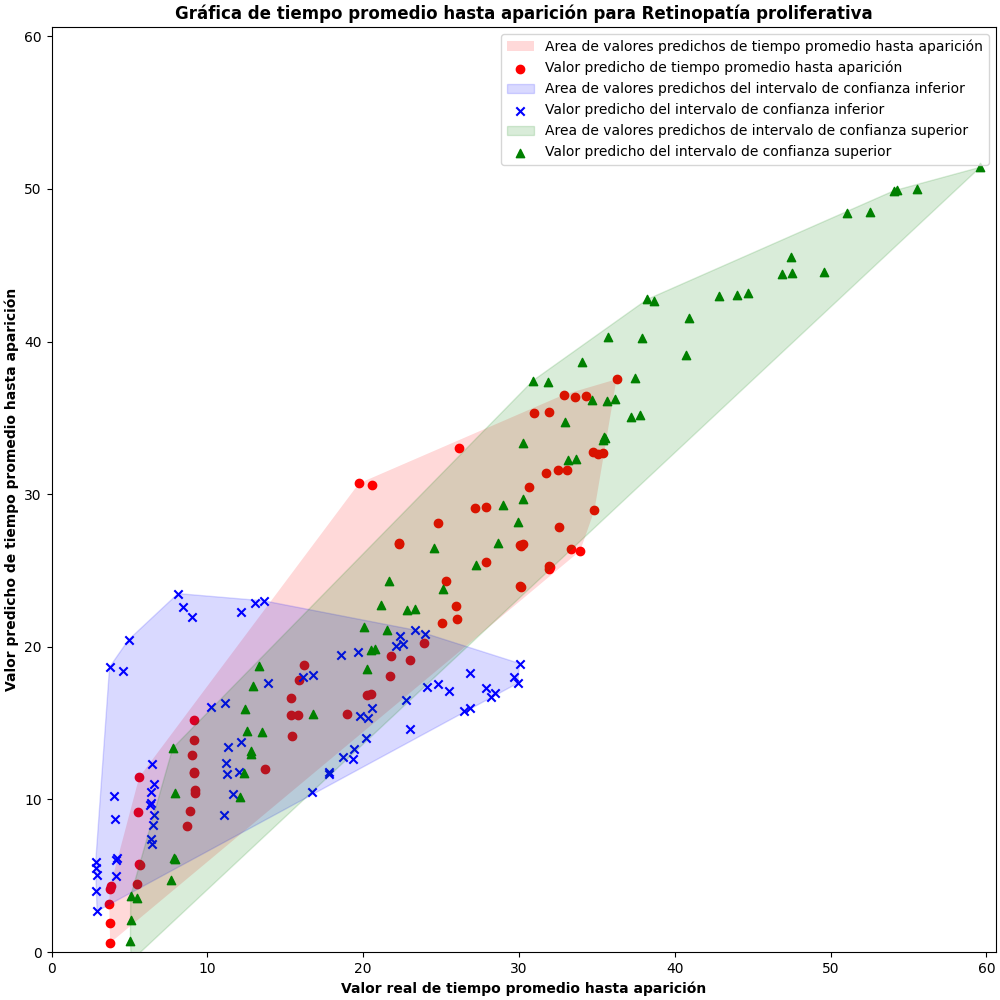 Gráfica de tiempo promedio hasta aparición para Retinopatía proliferativa
Area de valores predichos de tiempo promedio hasta aparición
Valor predicho de tiempo promedio hasta aparición
Area de valores predichos del intervalo de confianza inferior
Valor predicho del intervalo de confianza inferior
Area de valores predichos de intervalo de confianza superior
Valor predicho del intervalo de confianza superior
Valor predicho de tiempo promedio hasta aparición
60
50
40
30
20
10
0
0 10 20 30 40 50 60
Valor real de tiempo promedio hasta aparición